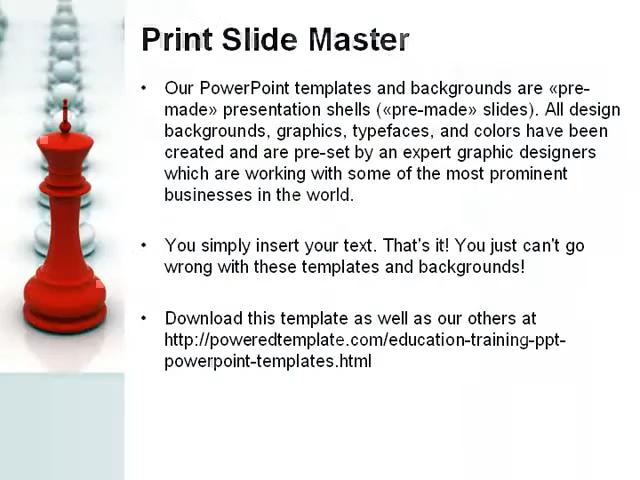 Print Slide Master
• Our PowerPoint templates and backgrounds are «pre-
made» presentation shells («pre-made» slides). All design
backgrounds, graphics, typefaces, and colors have been
created and are pre-set by an expert graphic designers
which are working with some of the most prominent
businesses in the world.
• You simply insert your text. That's it! You just can't go
wrong with these templates and backgrounds!
• Download this template as well as our others at
http://poweredtemplate.com/education-training-ppt-
powerpoint-templates.html